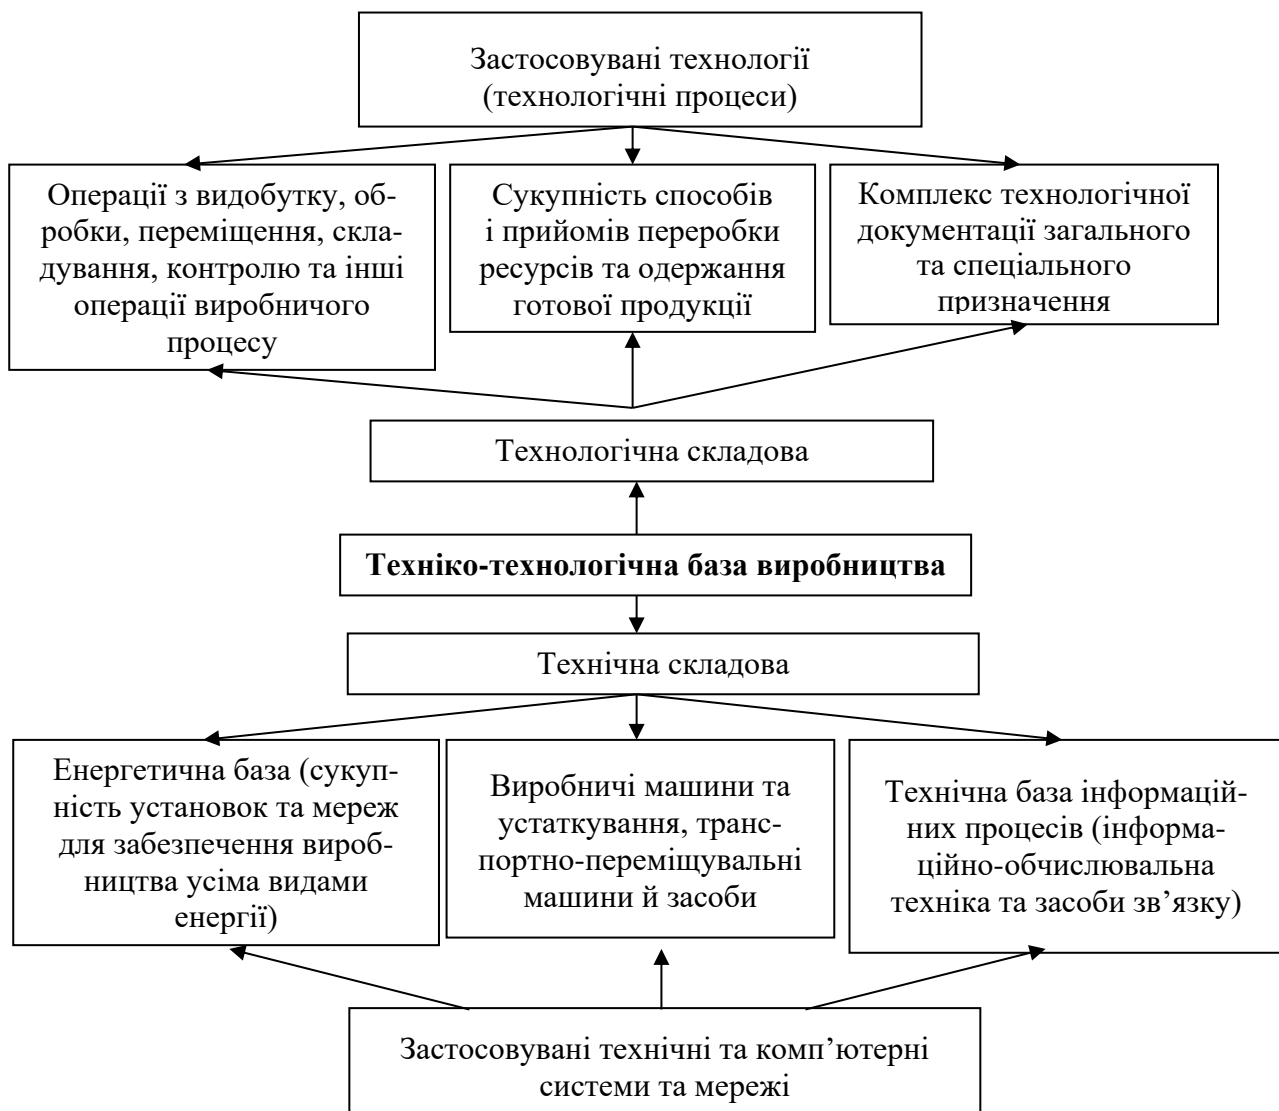 Застосовувані технології
(технологічні процеси)
Операції з видобутку, об-
робки, переміщення, скла-
дування, контролю та інші
операції виробничого
процесу
Сукупність способів
і прийомів переробки
ресурсів та одержання
готової продукції
Комплекс технологічної
документації загального
та спеціального
призначення
Технологічна складова
Техніко-технологічна база виробництва
Технічна складова
Енергетична база (сукуп-
ність установок та мереж
для забезпечення вироб-
ництва усіма видами
енергії)
Виробничі машини та
устаткування, транс-
портно-переміщувальні
машини й засоби
Технічна база інформацій-
них процесів (інформа-
ційно-обчислювальна
техніка та засоби зв’язку)
Застосовувані технічні та комп’ютерні
системи та мережі